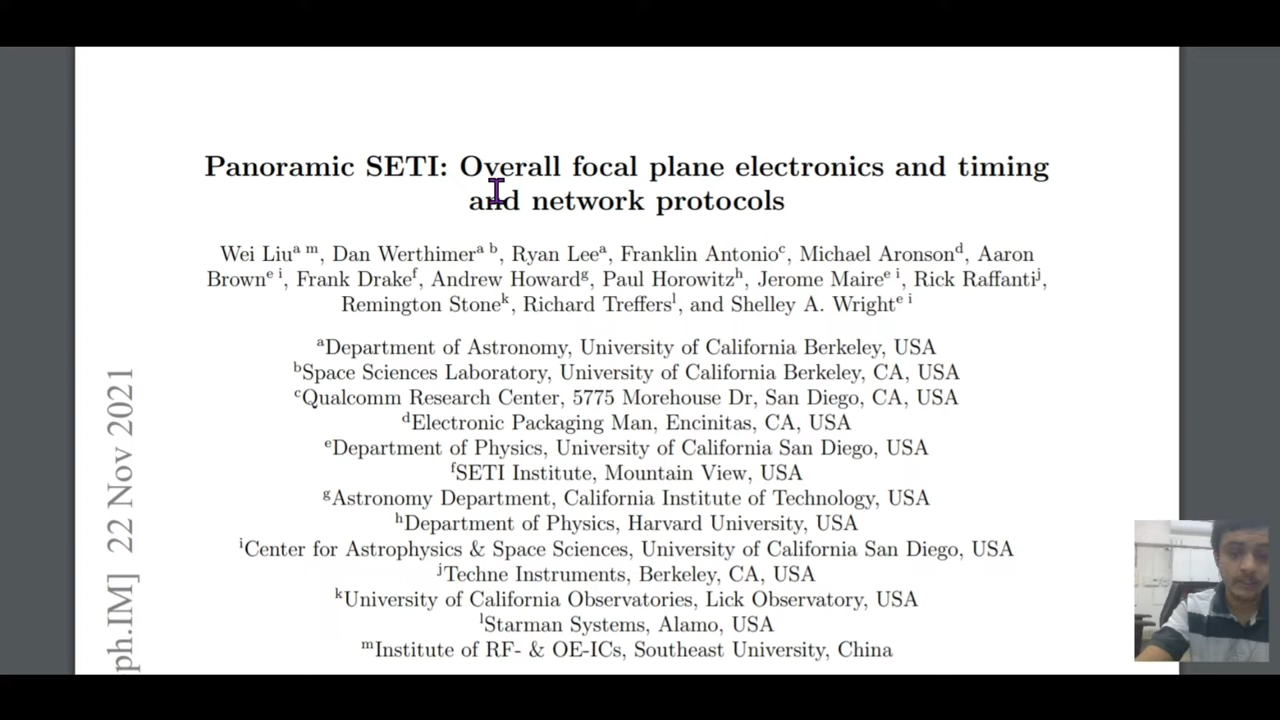 Panoramic SETI: Overall focal plane electronics and timing
and network protocols
Wei Liuᵃ ᵐ, Dan Werthimerᵃ ᵇ, Ryan Leeᵃ, Franklin Antonioᶜ, Michael Aronsonᵈ, Aaron
Brownᵉ ⁱ, Frank Drakeᶠ, Andrew Howardᵍ, Paul Horowitzʰ, Jerome Maireᵉ ⁱ, Rick Raffantiʲ,
Remington Stoneᵏ, Richard Treffersˡ, and Shelley A. Wrightᵉ ⁱ
ᵃDepartment of Astronomy, University of California Berkeley, USA
ᵇSpace Sciences Laboratory, University of California Berkeley, CA, USA
ᶜQualcomm Research Center, 5775 Morehouse Dr, San Diego, CA, USA
ᵈElectronic Packaging Man, Encinitas, CA, USA
ᵉDepartment of Physics, University of California San Diego, USA
ᶠSETI Institute, Mountain View, USA
ᵍAstronomy Department, California Institute of Technology, USA
ʰDepartment of Physics, Harvard University, USA
ⁱCenter for Astrophysics & Space Sciences, University of California San Diego, USA
ʲTechne Instruments, Berkeley, CA, USA
ᵏUniversity of California Observatories, Lick Observatory, USA
ˡStarman Systems, Alamo, USA
ᵐInstitute of RF- & OE-ICs, Southeast University, China
ph.IM] 22 Nov 2021